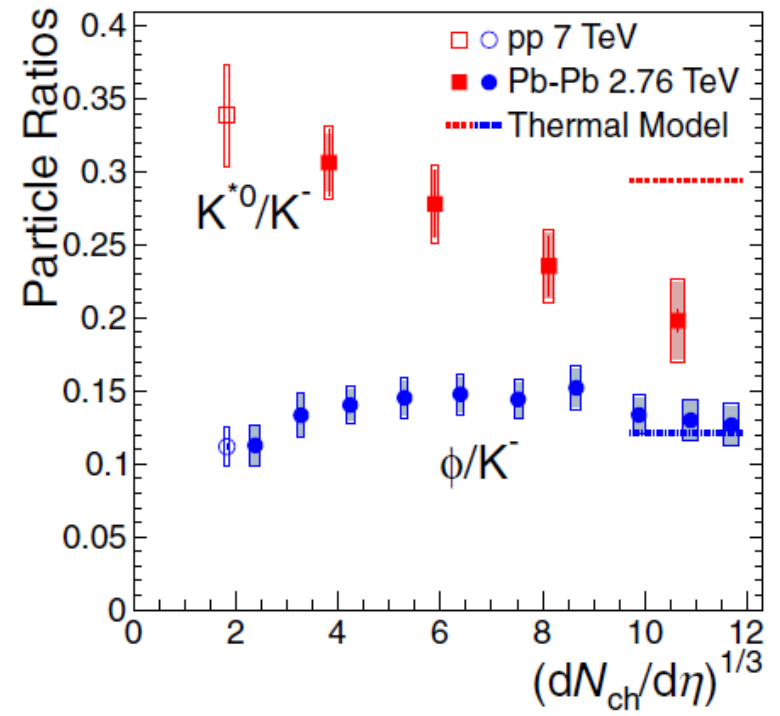 Particle Ratios
0.4
0.35
0.3
0.25
0.2
0.15
0.1
0.05
0
pp 7 TeV
Pb-Pb 2.76 TeV
Thermal Model
K*0/K-
ϕ/K-
0 2 4 6 8 10 12
(dNch/dη)1/3